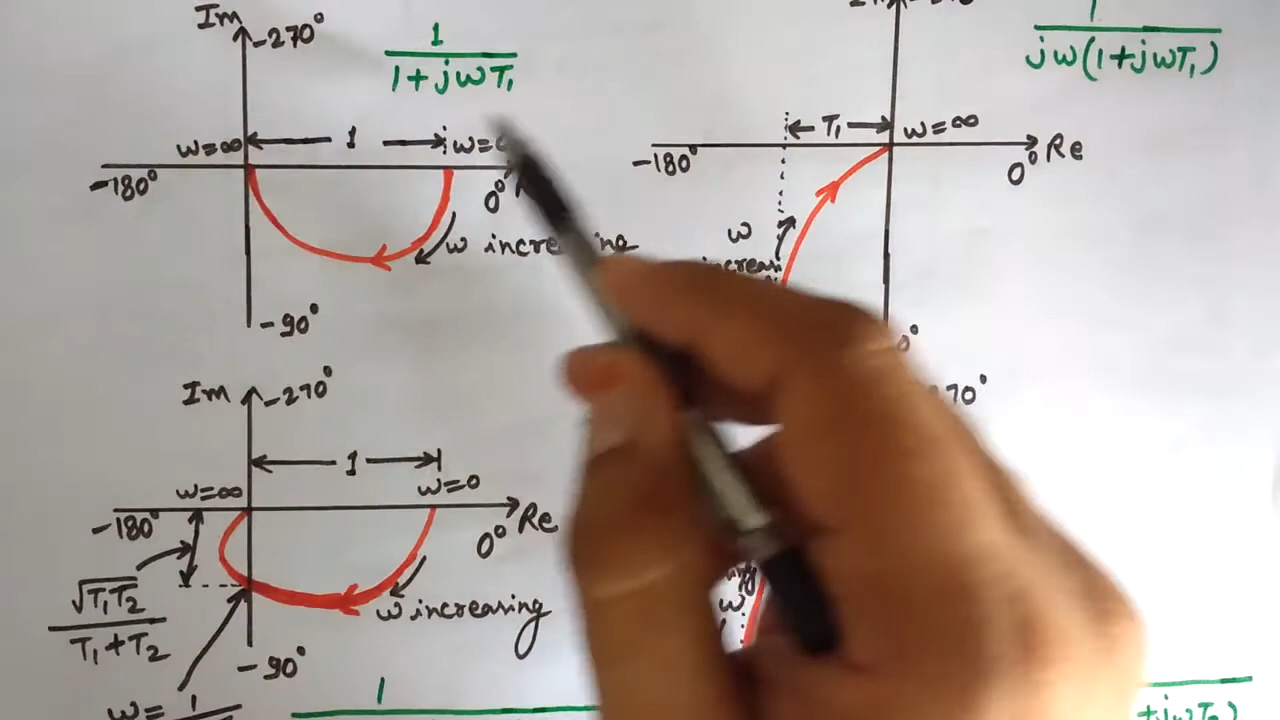 Im
-270°
1
1+jωT₁
ω=∞
1
-180°
0°
ω increasing
-90°
1
jω(1+jωT₁)
T₁
ω=∞
-180°
0° Re
ω
Im
-270°
1
ω=∞
ω=0
-180°
0°
Re
√T₁T₂
T₁+T₂
ω increasing
-90°
ω= 1
1
ω